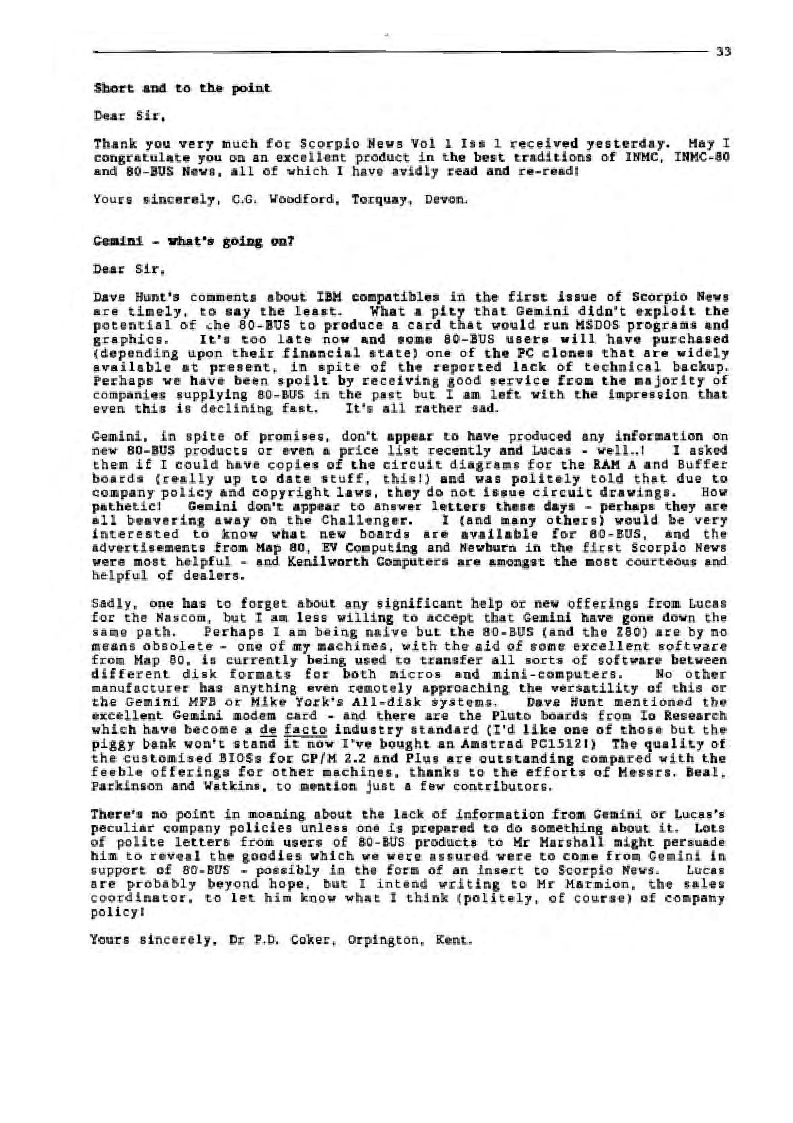 33
Short and to the point
Dear Sir,
Thank you very much for Scorpio News Vol 1 Iss 1 received yesterday. May I
congratulate you on an excellent product in the best traditions of INMC, INMC-80
and 80-BUS News, all of which I have avidly read and re-read!
Yours sincerely, C.G. Woodford, Torquay, Devon.
Gemini - what's going on?
Dear Sir,
Dave Hunt's comments about IBM compatibles in the first issue of Scorpio News
are timely, to say the least. What a pity that Gemini didn't exploit the
potential of the 80-BUS to produce a card that would run MSDOS programs and
graphics. It's too late now and some 80-BUS users will have purchased
(depending upon their financial state) one of the PC clones that are widely
available at present, in spite of the reported lack of technical backup.
Perhaps we have been spoilt by receiving good service from the majority of
companies supplying 80-BUS in the past but I am left with the impression that
even this is declining fast. It's all rather sad.
Gemini, in spite of promises, don't appear to have produced any information on
new 80-BUS products or even a price list recently and Lucas - well..! I asked
them if I could have copies of the circuit diagrams for the RAM A and Buffer
boards (really up to date stuff, this!) and was politely told that due to
company policy and copyright laws, they do not issue circuit drawings. How
pathetic! Gemini don't appear to answer letters these days - perhaps they are
all beavering away on the Challenger. I (and many others) would be very
interested to know what new boards are available for 80-BUS, and the
advertisements from Map 80, EV Computing and Newburn in the first Scorpio News
were most helpful - and Kenilworth Computers are amongst the most courteous and
helpful of dealers.
Sadly, one has to forget about any significant help or new offerings from Lucas
for the Nascom, but I am less willing to accept that Gemini have gone down the
same path. Perhaps I am being naive but the 80-BUS (and the Z80) are by no
means obsolete - one of my machines, with the aid of some excellent software
from Map 80, is currently being used to transfer all sorts of software between
different disk formats for both micros and mini-computers. No other
manufacturer has anything even remotely approaching the versatility of this or
the Gemini MFB or Mike York's All-disk systems. Dave Hunt mentioned the
excellent Gemini modem card - and there are the Pluto boards from Io Research
which have become a de facto industry standard (I'd like one of those but the
piggy bank won't stand it now I've bought an Amstrad PC1512!) The quality of
the customised BIOSs for CP/M 2.2 and Plus are outstanding compared with the
feeble offerings for other machines, thanks to the efforts of Messrs. Beal,
Parkinson and Watkins, to mention just a few contributors.
There's no point in moaning about the lack of information from Gemini or Lucas's
peculiar company policies unless one is prepared to do something about it. Lots
of polite letters from users of 80-BUS products to Mr Marshall might persuade
him to reveal the goodies which we were assured were to come from Gemini in
support of 80-BUS - possibly in the form of an insert to Scorpio News. Lucas
are probably beyond hope, but I intend writing to Mr Marmion, the sales
coordinator, to let him know what I think (politely, of course) of company
policy!
Yours sincerely, Dr P.D. Coker, Orpington, Kent.